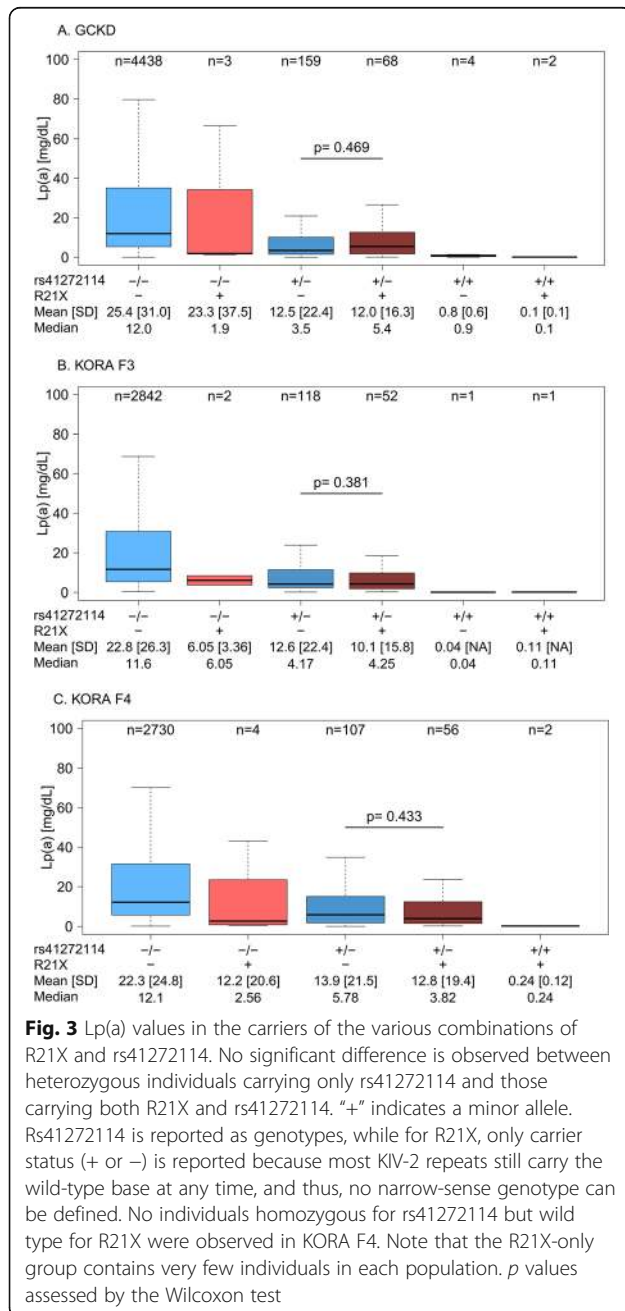 A. GCKD
n=4438 n=3 n=159 n=68 n=4 n=2
100
80
60
40
20
0
Lp(a) [mg/dL]
p= 0.469
rs41272114 −/− −/− +/− +/− +/+ +/+
R21X − + − + − +
Mean [SD] 25.4 [31.0] 23.3 [37.5] 12.5 [22.4] 12.0 [16.3] 0.8 [0.6] 0.1 [0.1]
Median 12.0 1.9 3.5 5.4 0.9 0.1
B. KORA F3
n=2842 n=2 n=118 n=52 n=1 n=1
100
80
60
40
20
0
Lp(a) [mg/dL]
p= 0.381
rs41272114 −/− −/− +/− +/− +/+ +/+
R21X − + − + − +
Mean [SD] 22.8 [26.3] 6.05 [3.36] 12.6 [22.4] 10.1 [15.8] 0.04 [NA] 0.11 [NA]
Median 11.6 6.05 4.17 4.25 0.04 0.11
C. KORA F4
n=2730 n=4 n=107 n=56 n=2
100
80
60
40
20
0
Lp(a) [mg/dL]
p= 0.433
rs41272114 −/− −/− +/− +/− +/+
R21X − + − + +
Mean [SD] 22.3 [24.8] 12.2 [20.6] 13.9 [21.5] 12.8 [19.4] 0.24 [0.12]
Median 12.1 2.56 5.78 3.82 0.24
Fig. 3 Lp(a) values in the carriers of the various combinations of
R21X and rs41272114. No significant difference is observed between
heterozygous individuals carrying only rs41272114 and those
carrying both R21X and rs41272114. “+” indicates a minor allele.
Rs41272114 is reported as genotypes, while for R21X, only carrier
status (+ or −) is reported because most KIV-2 repeats still carry the
wild-type base at any time, and thus, no narrow-sense genotype can
be defined. No individuals homozygous for rs41272114 but wild
type for R21X were observed in KORA F4. Note that the R21X-only
group contains very few individuals in each population. p values
assessed by the Wilcoxon test